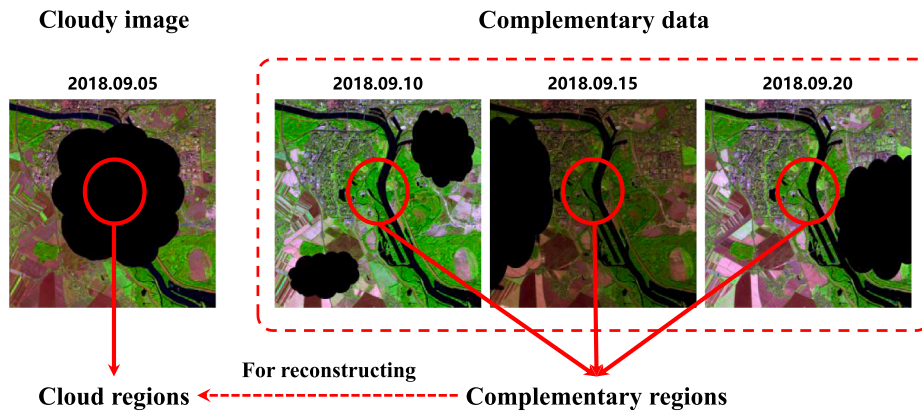 Cloudy image
Complementary data
2018.09.05
2018.09.10
2018.09.15
2018.09.20
For reconstructing
Cloud regions
Complementary regions